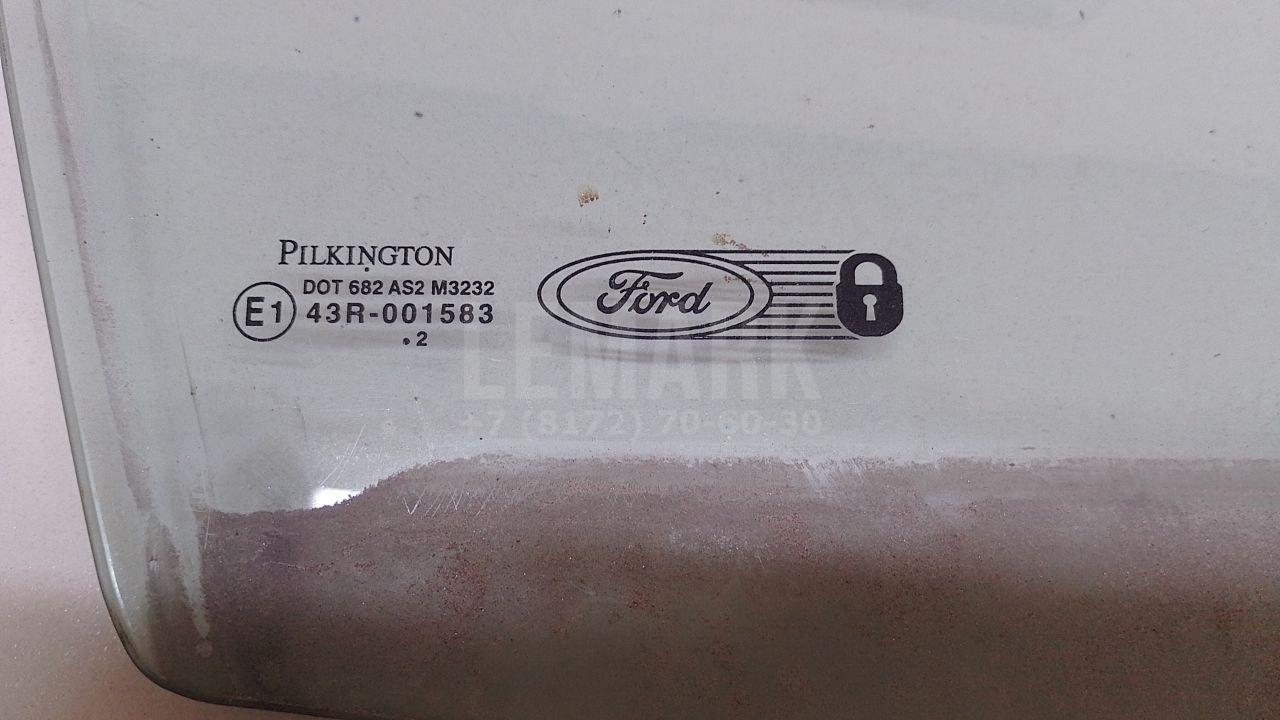 PILKINGTON
DOT 682 AS2 M3232
E1 43R-001583
.2
Ford
LEMARK
+7 (8172) 70-60-30